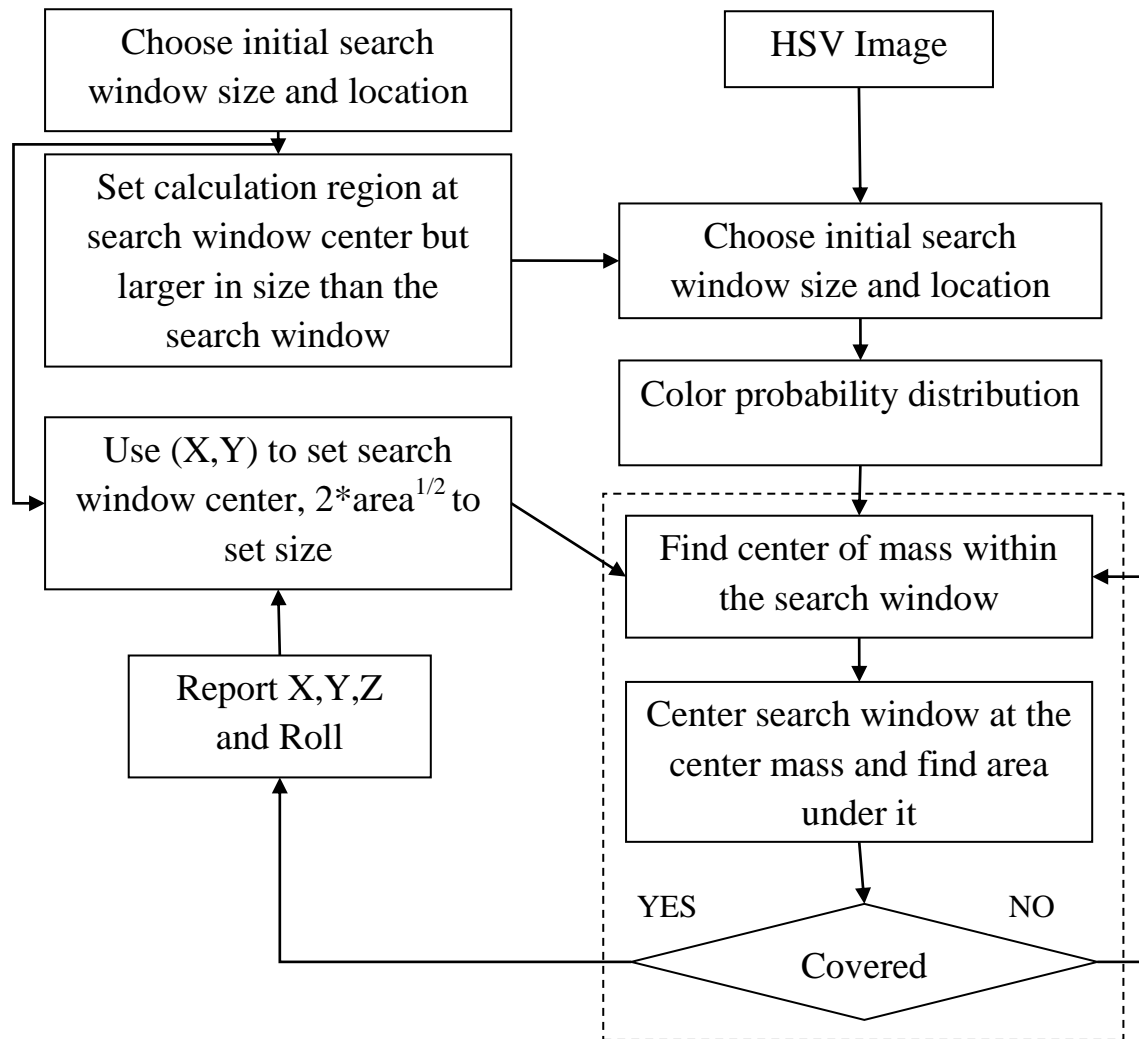 Choose initial search
window size and location
HSV Image
Set calculation region at
search window center but
larger in size than the
search window
Choose initial search
window size and location
Color probability distribution
Use (X,Y) to set search
window center, 2*area^1/2 to
set size
Find center of mass within
the search window
Report X,Y,Z
and Roll
Center search window at the
center mass and find area
under it
YES
NO
Covered